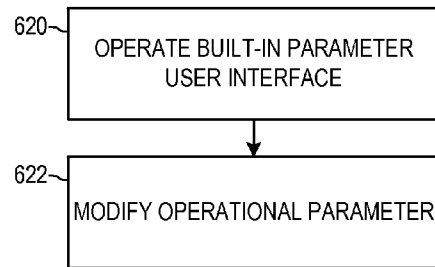 620
OPERATE BUILT-IN PARAMETER
USER INTERFACE
622
MODIFY OPERATIONAL PARAMETER